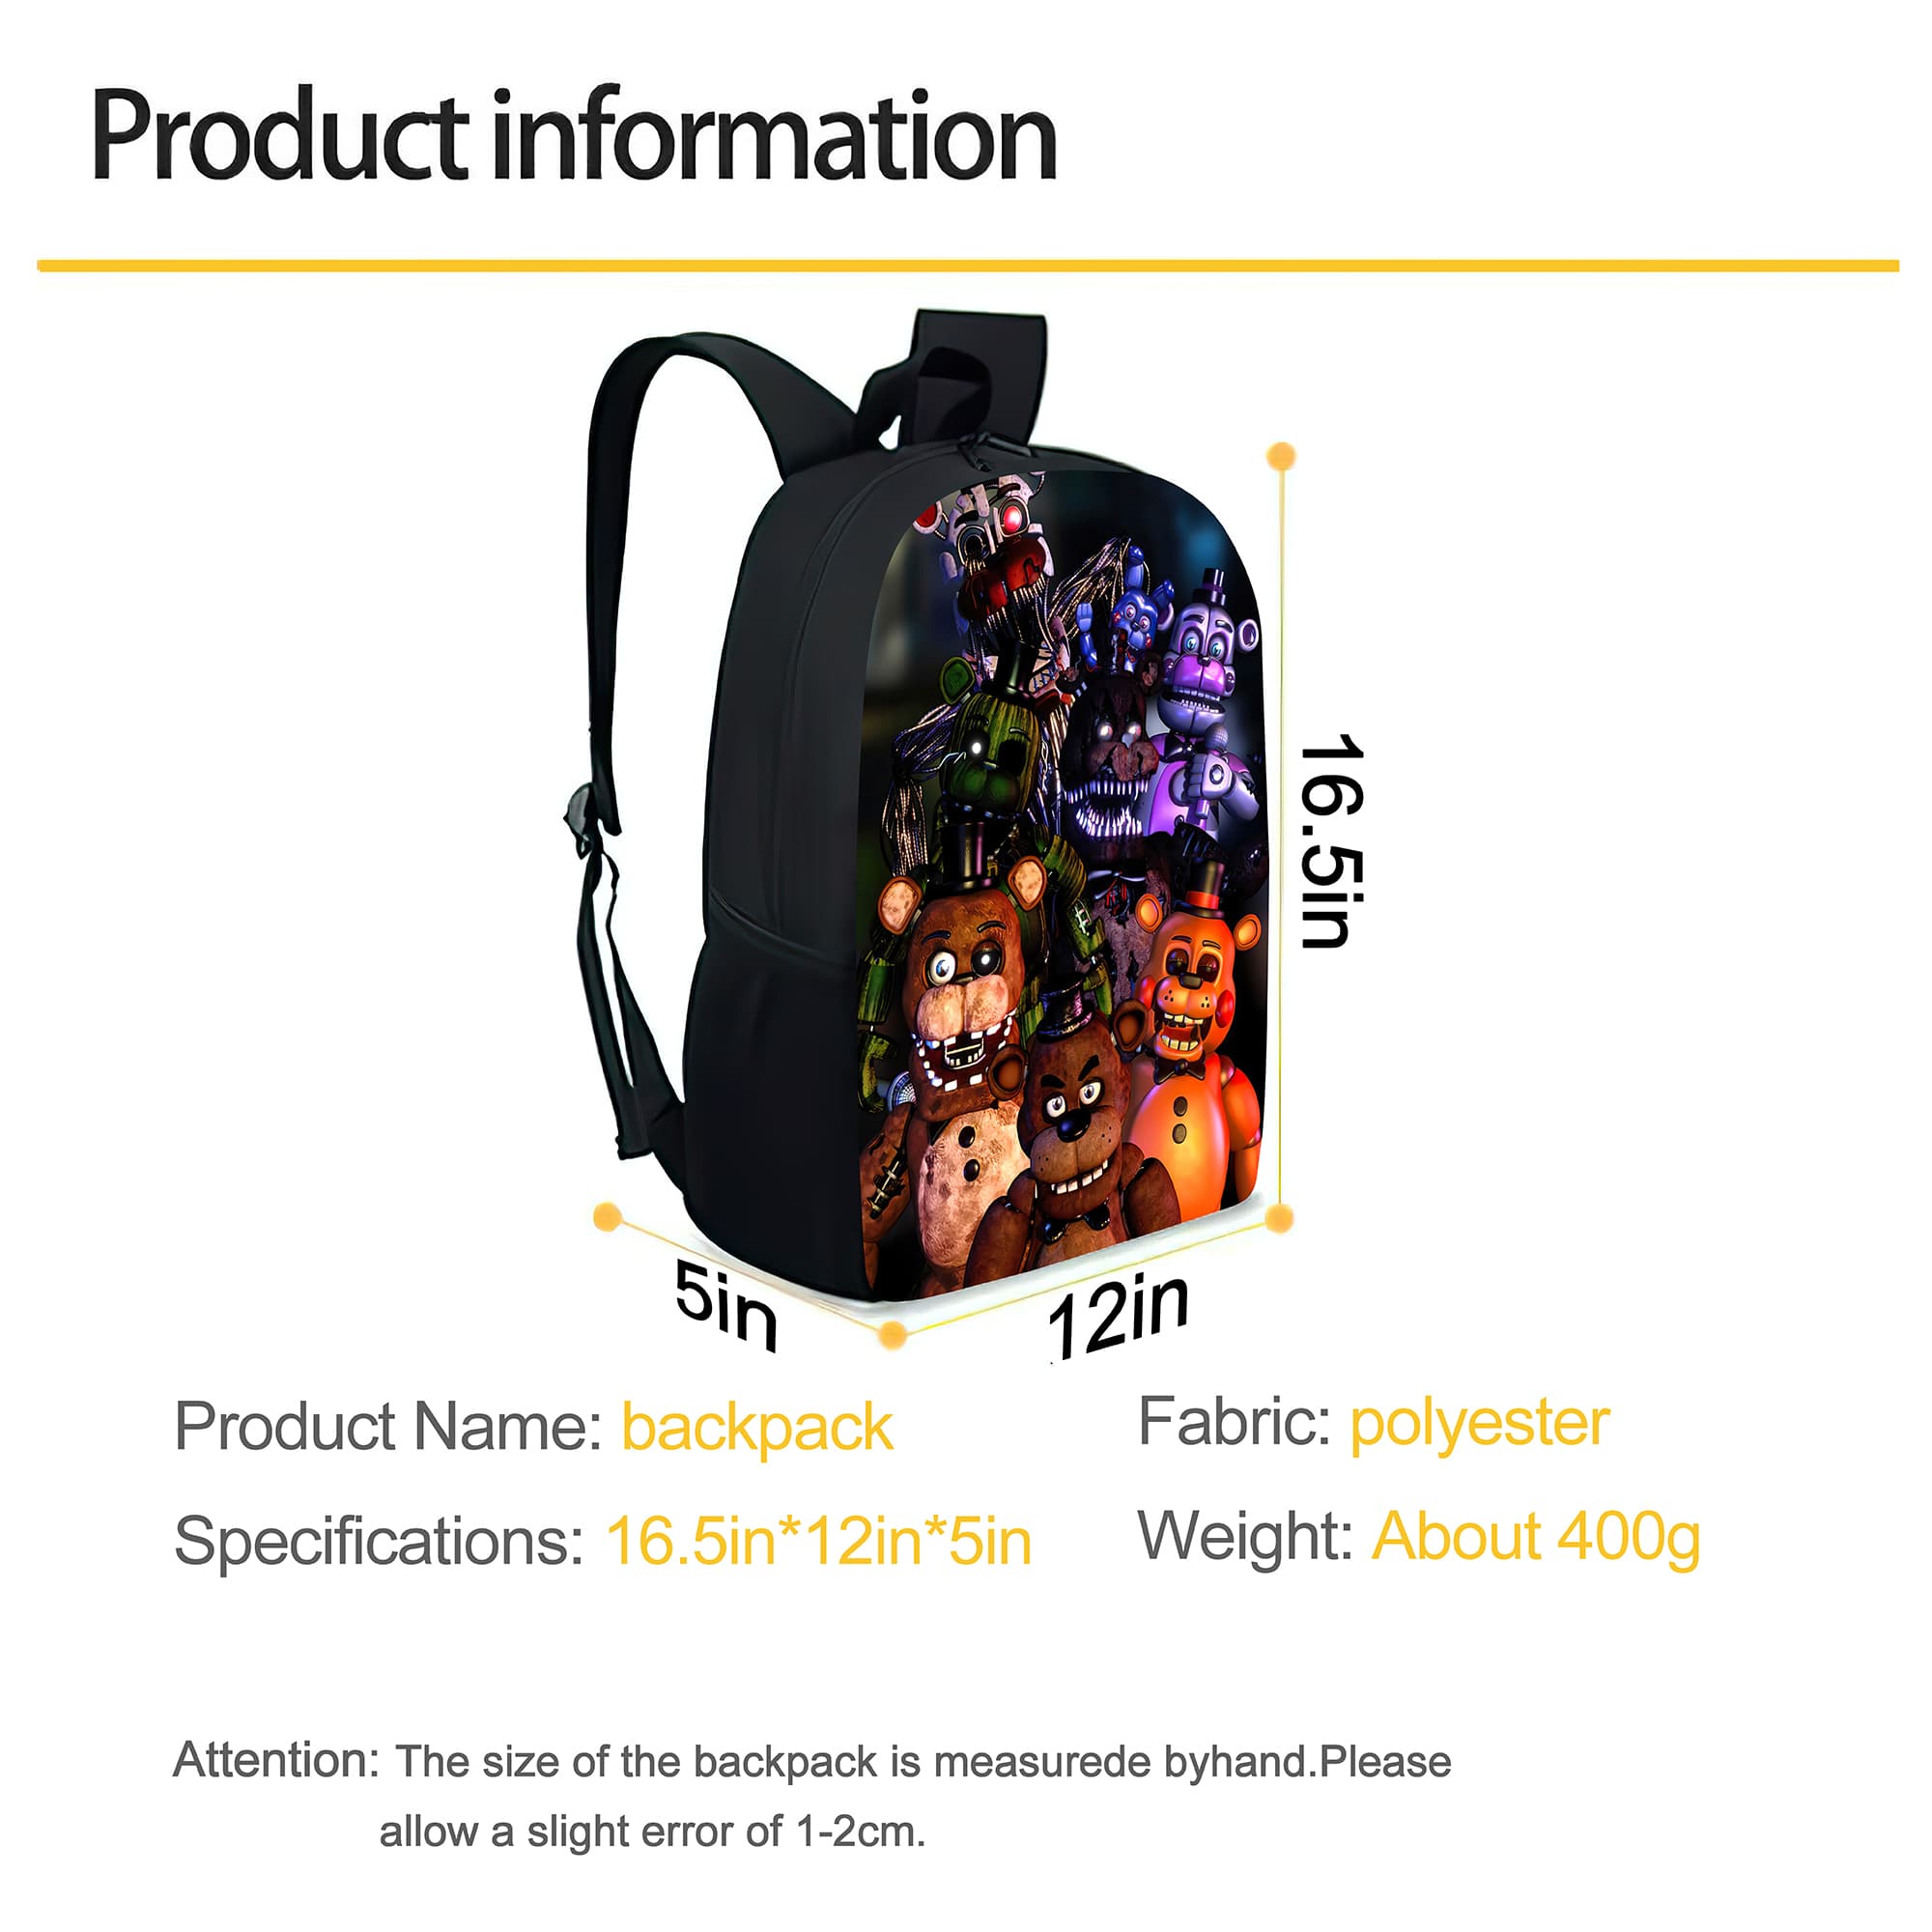 Product information
16.5in
5in
12in
Product Name: backpack
Fabric: polyester
Specifications: 16.5in*12in*5in
Weight: About 400g
Attention: The size of the backpack is measurede byhand.Please
allow a slight error of 1-2cm.